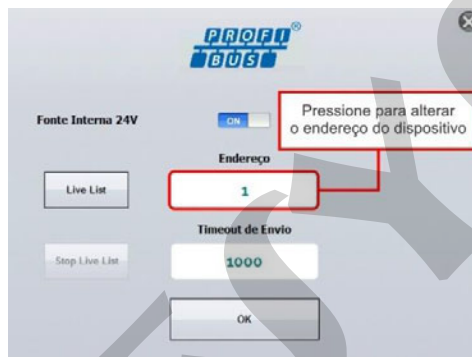 PROFI®
BUS
Fonte Interna 24V
ON
Pressione para alterar
o endereço do dispositivo
Endereço
Live List
1
Timeout de Envio
Stop Live List
1000
OK